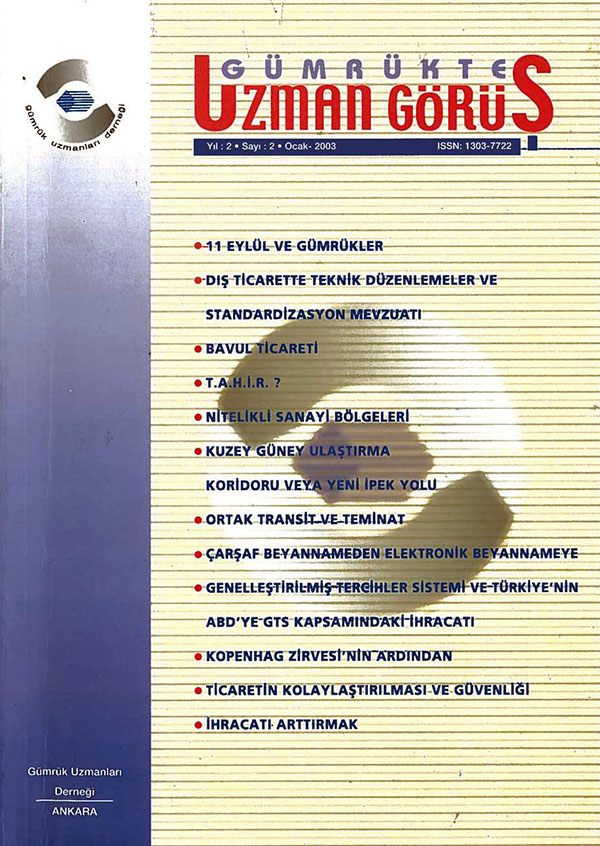 gümrük uzmanları derneği
GÜMRÜKTE
UZMAN GÖRÜŞ
Yıl : 2 • Sayı : 2 • Ocak- 2003
ISSN: 1303-7722
• 11 EYLÜL VE GÜMRÜKLER
• DIŞ TİCARETTE TEKNİK DÜZENLEMELER VE
STANDARDİZASYON MEVZUATI
• BAVUL TİCARETİ
• T.A.H.İ.R. ?
• NİTELİKLİ SANAYİ BÖLGELERİ
• KUZEY GÜNEY ULAŞTIRMA
KORİDORU VEYA YENİ İPEK YOLU
• ORTAK TRANSİT VE TEMİNAT
• ÇARŞAF BEYANNAMEDEN ELEKTRONİK BEYANNAMEYE
• GENELLEŞTİRİLMİŞ TERCİHLER SİSTEMİ VE TÜRKİYE'NİN
ABD'YE GTS KAPSAMINDAKİ İHRACATI
• KOPENHAG ZİRVESİ'NİN ARDINDAN
• TİCARETİN KOLAYLAŞTIRILMASI VE GÜVENLİĞİ
• İHRACATI ARTTIRMAK
Gümrük Uzmanları
Derneği
ANKARA